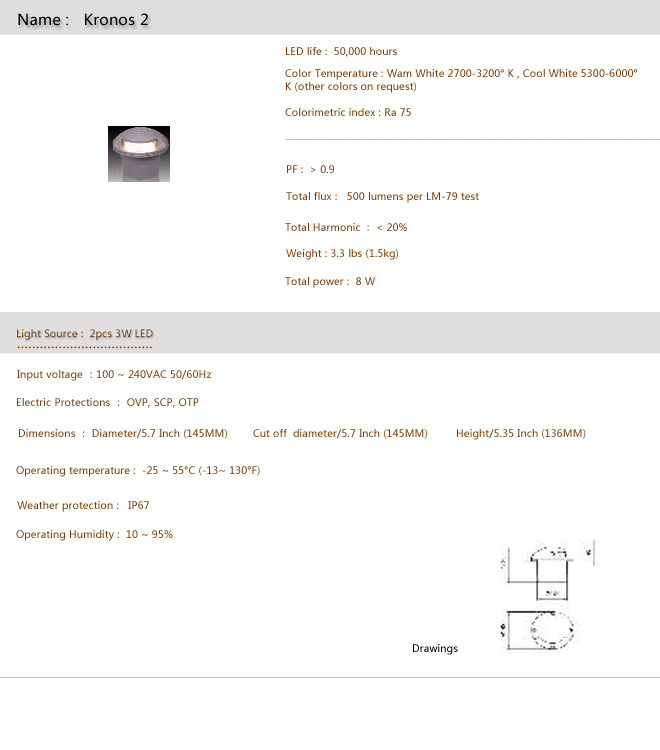 Name : Kronos 2
LED life : 50,000 hours
Color Temperature : Wam White 2700-3200° K , Cool White 5300-6000°
K (other colors on request)
Colorimetric index : Ra 75
PF : > 0.9
Total flux : 500 lumens per LM-79 test
Total Harmonic : < 20%
Weight : 3.3 lbs (1.5kg)
Total power : 8 W
Light Source : 2pcs 3W LED
Input voltage : 100 ~ 240VAC 50/60Hz
Electric Protections : OVP, SCP, OTP
Dimensions : Diameter/5.7 Inch (145MM) Cut off diameter/5.7 Inch (145MM) Height/5.35 Inch (136MM)
Operating temperature : -25 ~ 55°C (-13~ 130°F)
Weather protection : IP67
Operating Humidity : 10 ~ 95%
Drawings